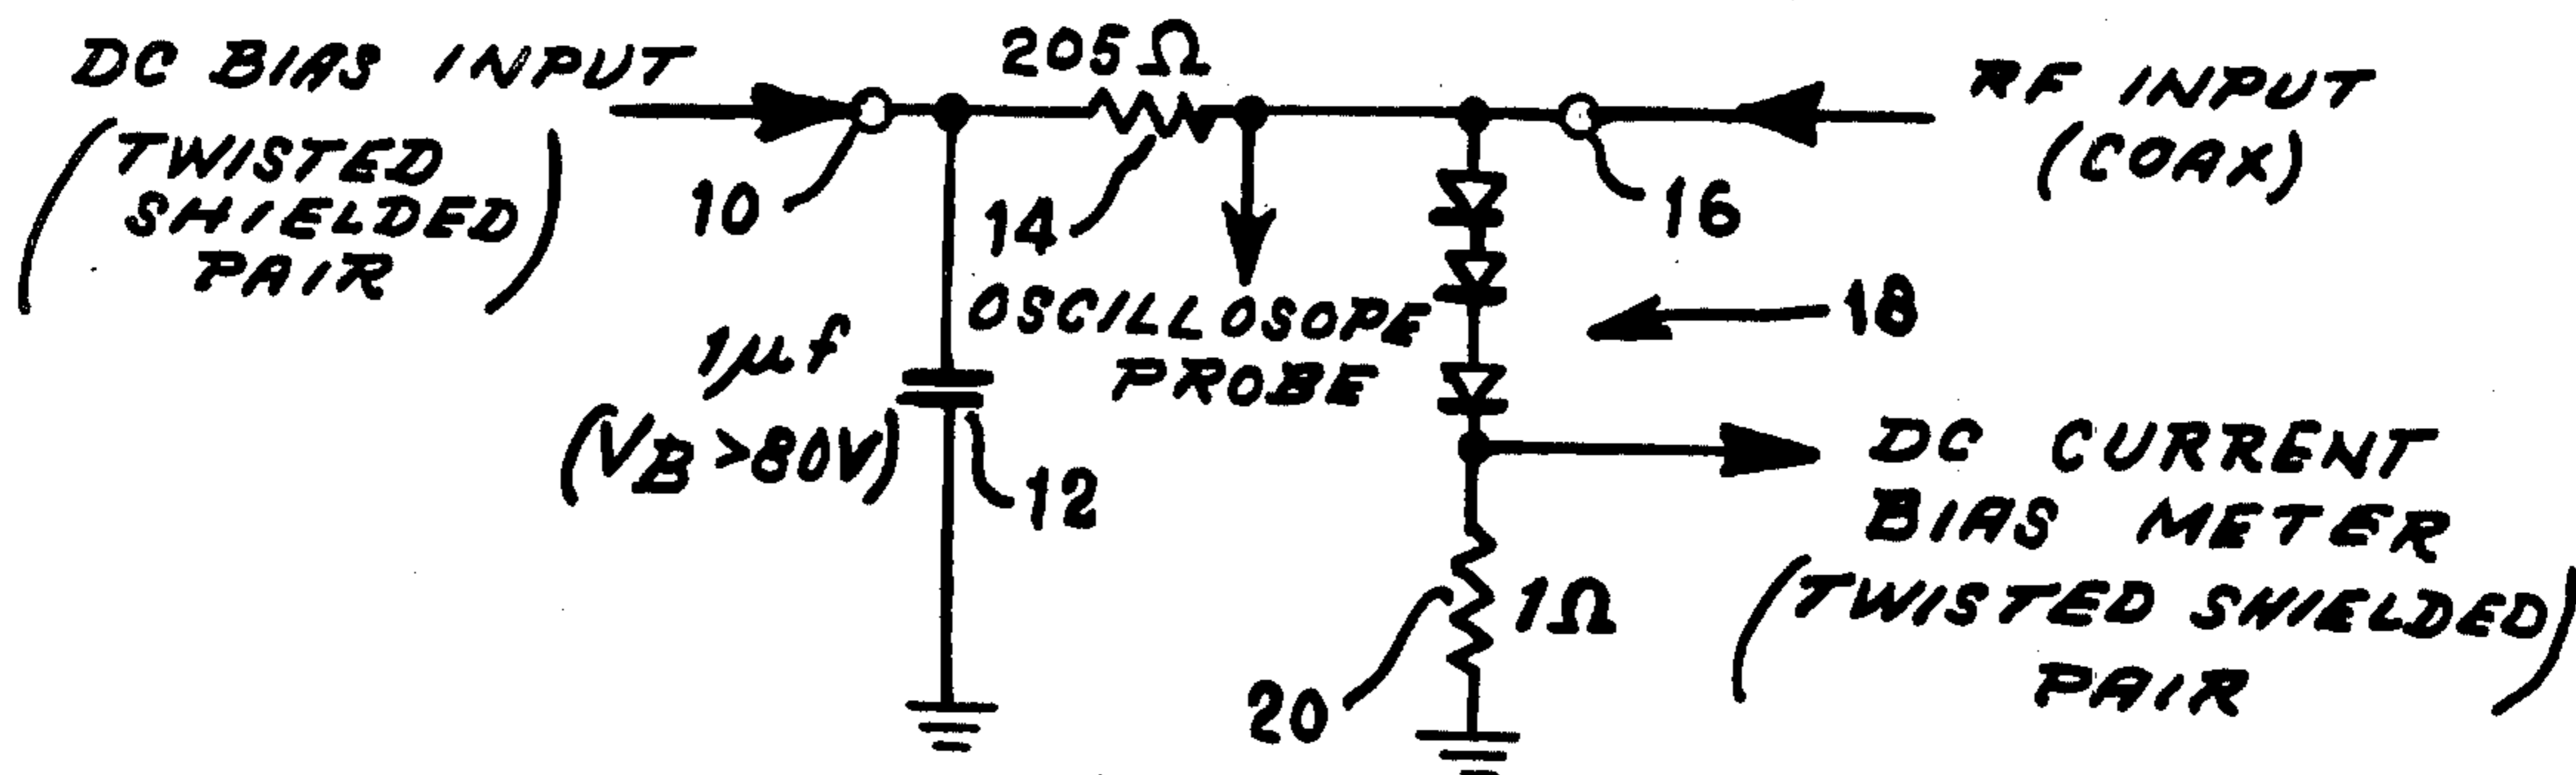 DC BIAS INPUT
(TWISTED
SHIELDED
PAIR)
10
205Ω
14
OSCILLOSOPE
PROBE
1μf
(VB >80V)
12
RF INPUT
(COAX)
16
18
DC CURRENT
BIAS METER
(TWISTED SHIELDED)
PAIR
1Ω
20